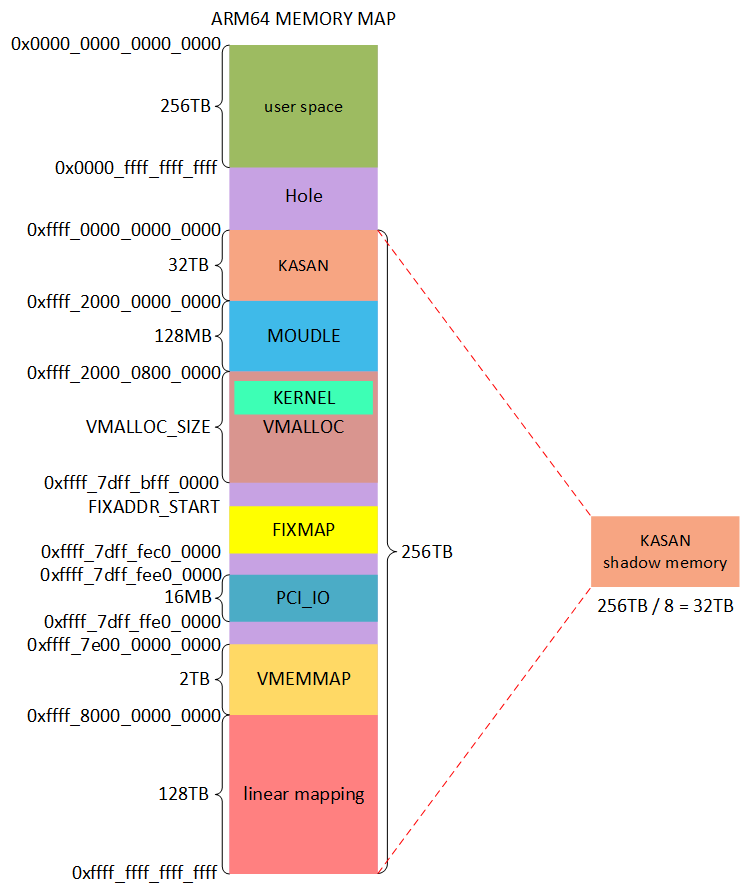 ARM64 MEMORY MAP
0x0000_0000_0000_0000
256TB
user space
0x0000_ffff_ffff_ffff
Hole
0xffff_0000_0000_0000
32TB
KASAN
0xffff_2000_0000_0000
128MB
MOUDLE
0xffff_2000_0800_0000
KERNEL
VMALLOC_SIZE
VMALLOC
0xffff_7dff_bfff_0000
FIXADDR_START
FIXMAP
0xffff_7dff_fec0_0000
256TB
KASAN
shadow memory
256TB / 8 = 32TB
0xffff_7dff_fee0_0000
16MB
PCI_IO
0xffff_7dff_ffe0_0000
0xffff_7e00_0000_0000
2TB
VMEMMAP
0xffff_8000_0000_0000
128TB
linear mapping
0xffff_ffff_ffff_ffff